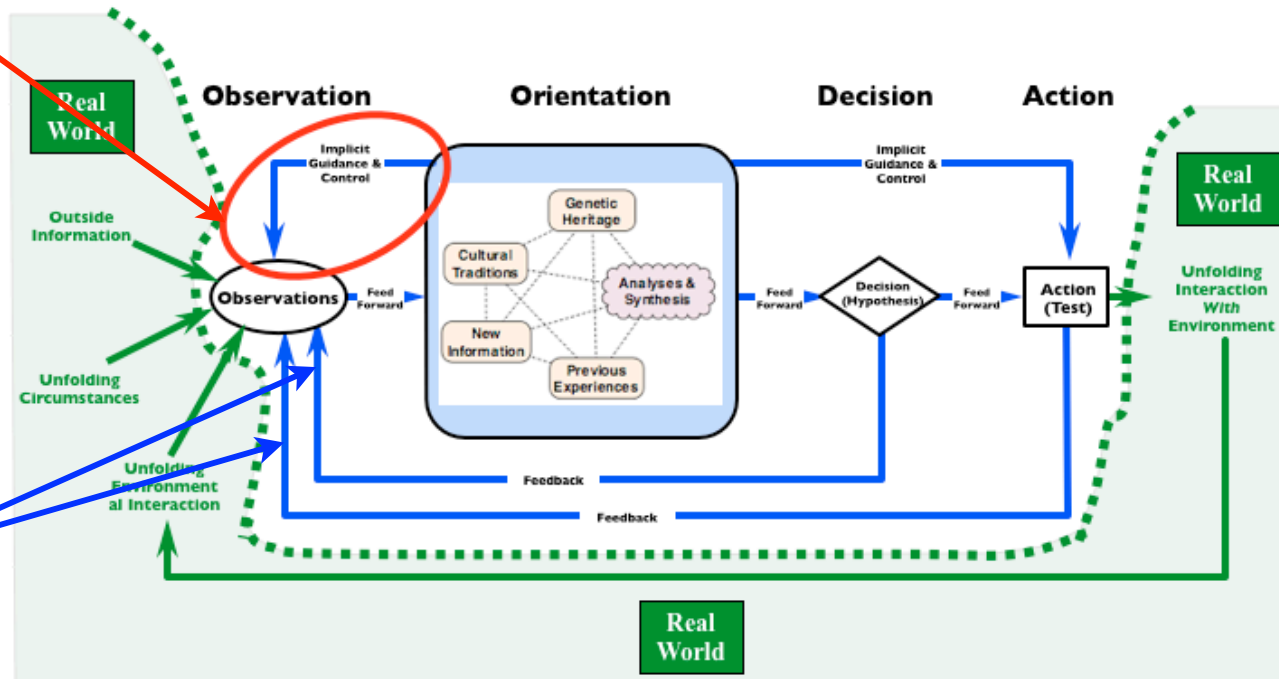 Observation
Orientation
Decision
Action
Real
World
Implicit
Guidance &
Control
Implicit
Guidance &
Control
Real
World
Outside
Information
Genetic
Heritage
Cultural
Traditions
Analyses &
Synthesis
New
Information
Previous
Experiences
Observations
Feed
Forward
Feed
Forward
Decision
(Hypothesis)
Feed
Forward
Action
(Test)
Unfolding
Interaction
With
Environment
Unfolding
Circumstances
Unfolding
Environment
al Interaction
Feedback
Feedback
Real
World